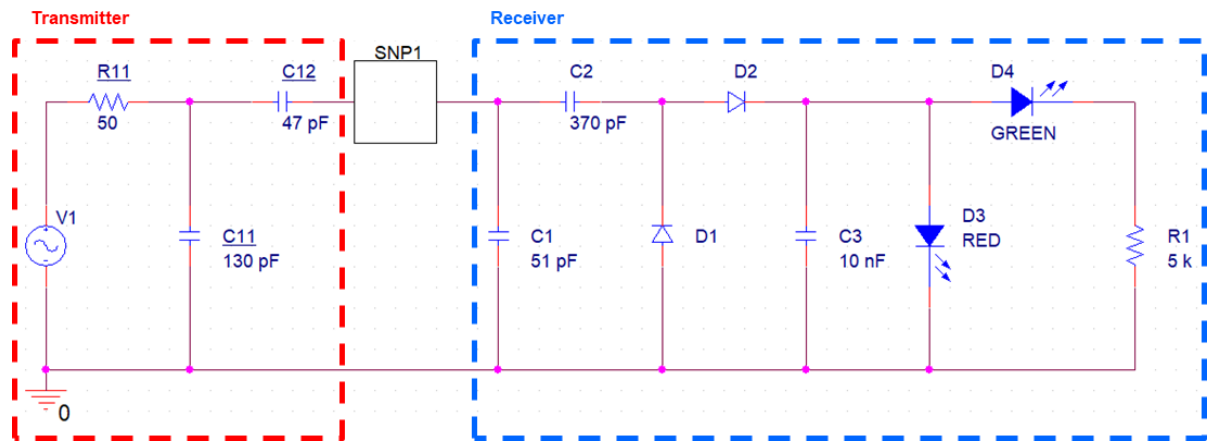 Transmitter
Receiver
R11
50
C12
47 pF
SNP1
C2
370 pF
D2
D4
GREEN
V1
C11
130 pF
C1
51 pF
D1
C3
10 nF
D3
RED
R1
5 k
0